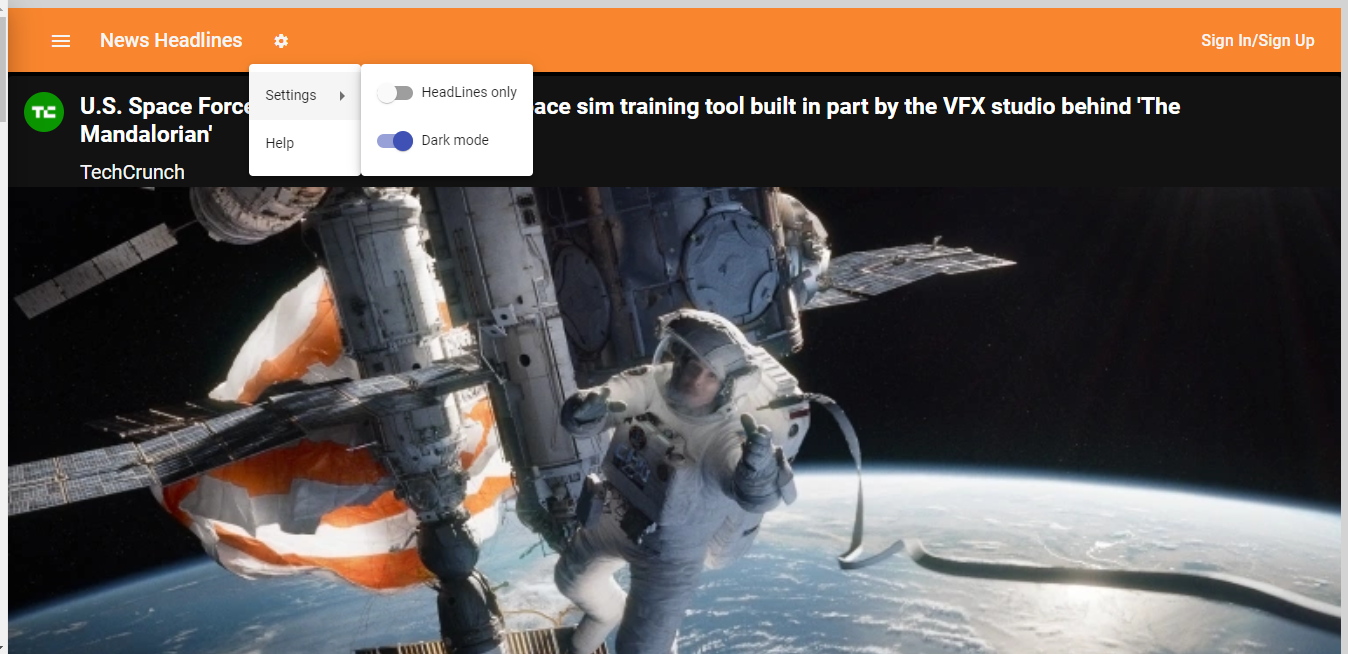 News Headlines
Sign In/Sign Up
Settings
Help
HeadLines only
Dark mode
TC
U.S. Space Force ace sim training tool built in part by the VFX studio behind 'The
Mandalorian'
TechCrunch